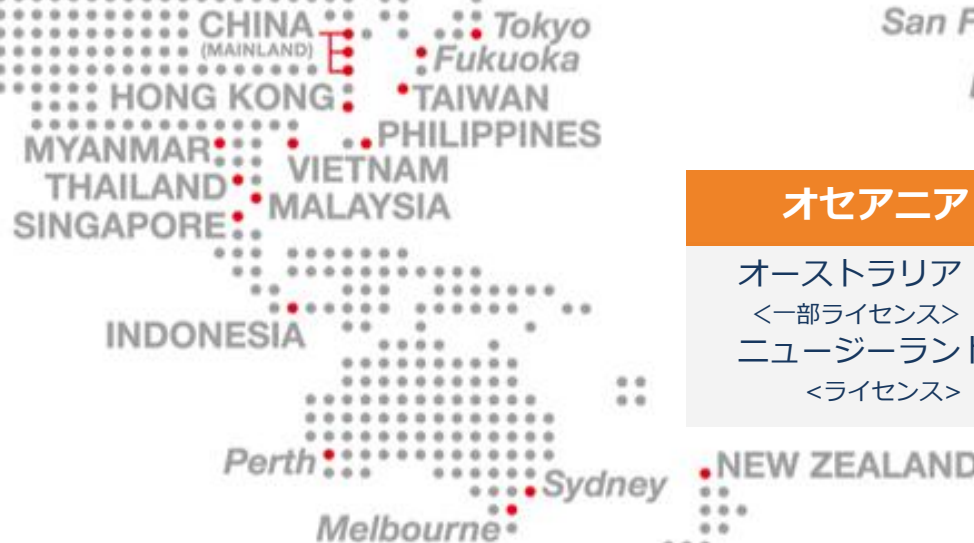 CHINA
(MAINLAND)
Tokyo
Fukuoka
HONG KONG
TAIWAN
PHILIPPINES
MYANMAR
VIETNAM
THAILAND
MALAYSIA
SINGAPORE
INDONESIA
Perth
Sydney
Melbourne
NEW ZEALAND
San F
オセアニア
オーストラリア
<一部ライセンス>
ニュージーランド
<ライセンス>